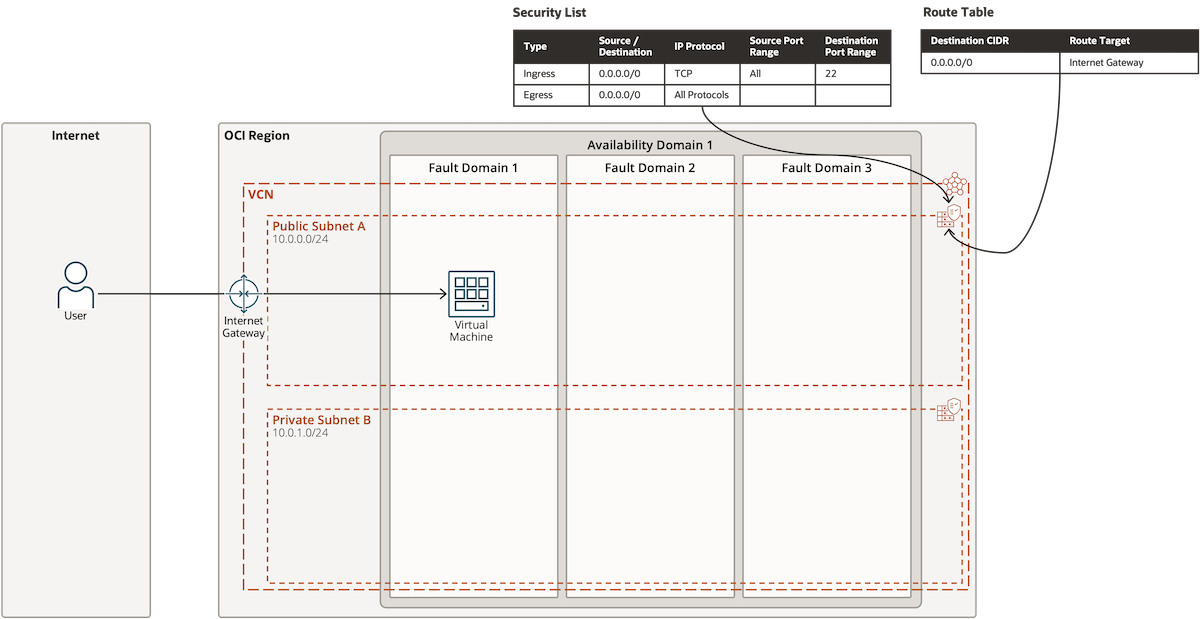 Security List
Route Table
Type
Source /
Destination
IP Protocol
Source Port
Range
Destination
Port Range
Ingress
0.0.0.0/0
TCP
All
22
Egress
0.0.0.0/0
All Protocols
Destination CIDR
Route Target
0.0.0.0/0
Internet Gateway
Internet
OCI Region
Availability Domain 1
Fault Domain 1
Fault Domain 2
Fault Domain 3
VCN
Public Subnet A
10.0.0.0/24
User
Internet
Gateway
Virtual
Machine
Private Subnet B
10.0.1.0/24